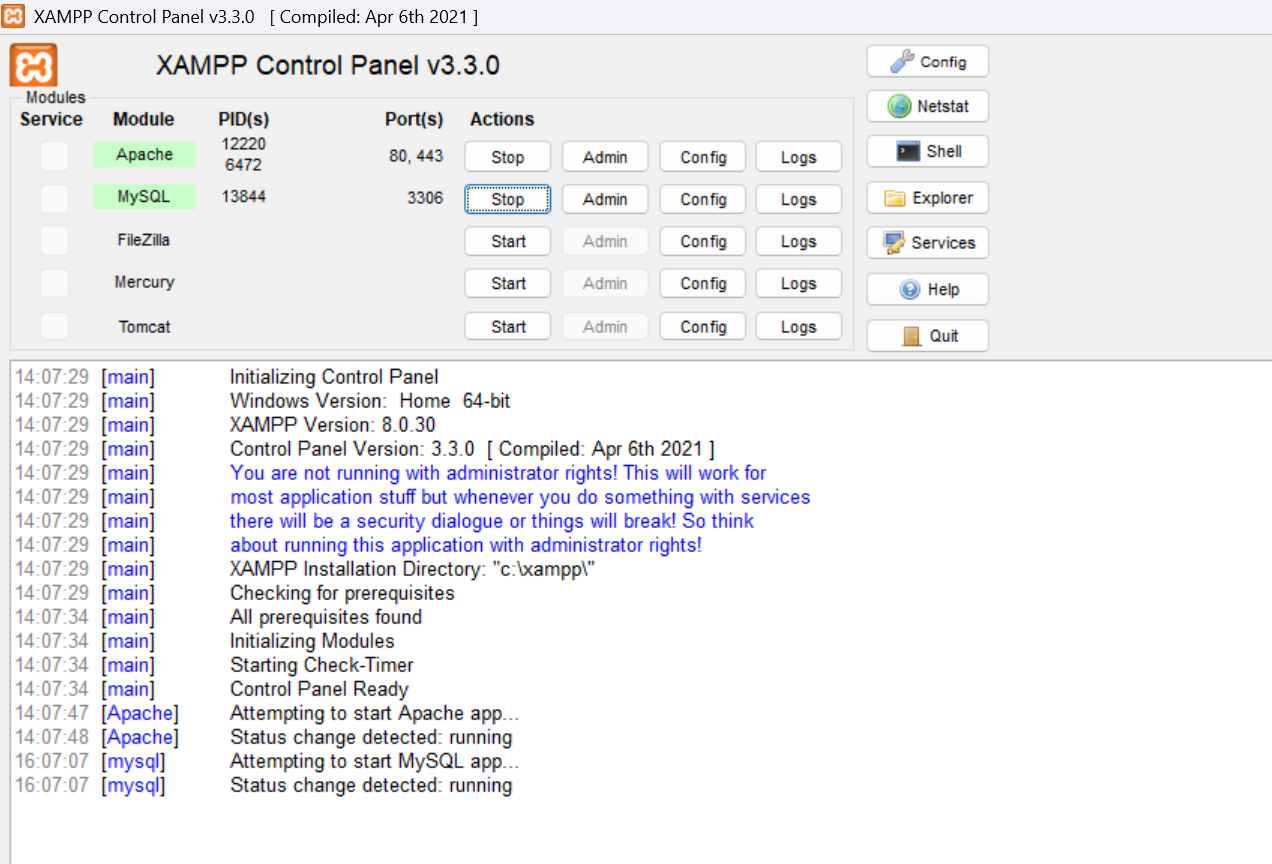 XAMPP Control Panel v3.3.0 [ Compiled: Apr 6th 2021 ]
XAMPP Control Panel v3.3.0
Config
Modules
Netstat
Service Module PID(s) Port(s) Actions
Apache 12220 6472 80, 443 Stop Admin Config Logs
Shell
MySQL 13844 3306 Stop Admin Config Logs
Explorer
FileZilla Start Admin Config Logs
Services
Mercury Start Admin Config Logs
Help
Tomcat Start Admin Config Logs
Quit
14:07:29 [main] Initializing Control Panel
14:07:29 [main] Windows Version: Home 64-bit
14:07:29 [main] XAMPP Version: 8.0.30
14:07:29 [main] Control Panel Version: 3.3.0 [ Compiled: Apr 6th 2021 ]
14:07:29 [main] You are not running with administrator rights! This will work for
14:07:29 [main] most application stuff but whenever you do something with services
14:07:29 [main] there will be a security dialogue or things will break! So think
14:07:29 [main] about running this application with administrator rights!
14:07:29 [main] XAMPP Installation Directory: "c:\xampp\"
14:07:29 [main] Checking for prerequisites
14:07:34 [main] All prerequisites found
14:07:34 [main] Initializing Modules
14:07:34 [main] Starting Check-Timer
14:07:34 [main] Control Panel Ready
14:07:47 [Apache] Attempting to start Apache app...
14:07:48 [Apache] Status change detected: running
16:07:07 [mysql] Attempting to start MySQL app...
16:07:07 [mysql] Status change detected: running